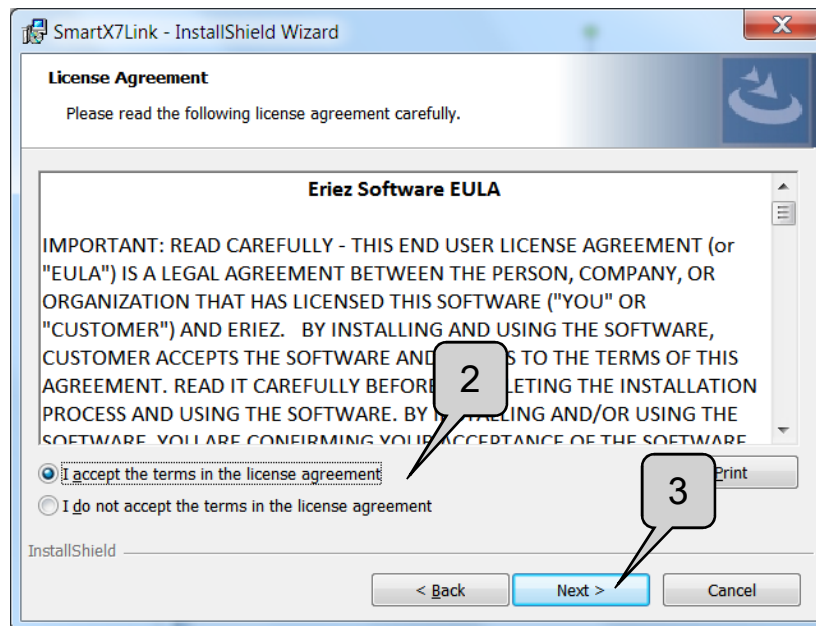 SmartX7Link - InstallShield Wizard
X
License Agreement
Please read the following license agreement carefully.
Eriez Software EULA
IMPORTANT: READ CAREFULLY - THIS END USER LICENSE AGREEMENT (or
"EULA") IS A LEGAL AGREEMENT BETWEEN THE PERSON, COMPANY, OR
ORGANIZATION THAT HAS LICENSED THIS SOFTWARE ("YOU" OR
"CUSTOMER") AND ERIEZ.   BY INSTALLING AND USING THE SOFTWARE,
CUSTOMER ACCEPTS THE SOFTWARE AND S TO THE TERMS OF THIS
AGREEMENT. READ IT CAREFULLY BEFORE LETING THE INSTALLATION
PROCESS AND USING THE SOFTWARE. BY LLING AND/OR USING THE
SOFTWARE, YOU ARE CONFIRMING YOUR ACCEPTANCE OF THE SOFTWARE
2
I accept the terms in the license agreement
Print
I do not accept the terms in the license agreement
3
InstallShield
< Back
Next >
Cancel